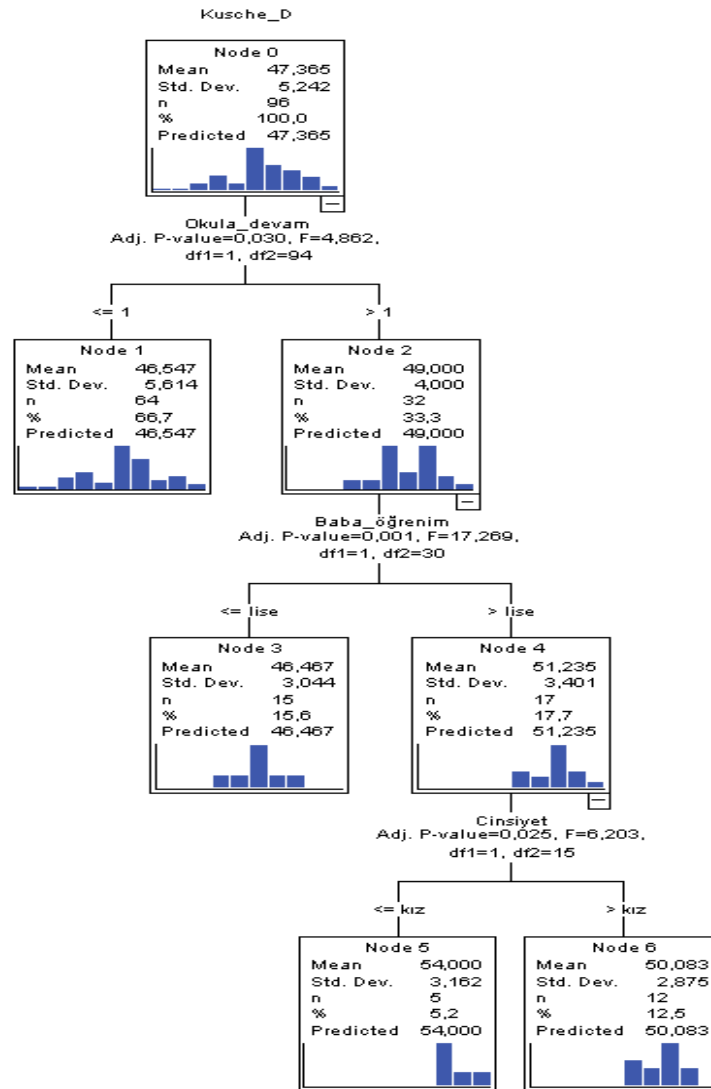 Kusche_D
Node 0
Mean 47,365
Std. Dev. 5,242
n 96
% 100,0
Predicted 47,365
Okula_devam
Adj. P-value=0,030, F=4,862,
df1=1, df2=94
<= 1
> 1
Node 1
Mean 46,547
Std. Dev. 5,614
n 64
% 66,7
Predicted 46,547
Node 2
Mean 49,000
Std. Dev. 4,000
n 32
% 33,3
Predicted 49,000
Baba_öğrenim
Adj. P-value=0,001, F=17,269,
df1=1, df2=30
<= lise
> lise
Node 3
Mean 46,467
Std. Dev. 3,044
n 15
% 15,6
Predicted 46,467
Node 4
Mean 51,235
Std. Dev. 3,401
n 17
% 17,7
Predicted 51,235
Cinsiyet
Adj. P-value=0,025, F=6,203,
df1=1, df2=15
<= kız
> kız
Node 5
Mean 54,000
Std. Dev. 3,162
n 5
% 5,2
Predicted 54,000
Node 6
Mean 50,083
Std. Dev. 2,875
n 12
% 12,5
Predicted 50,083